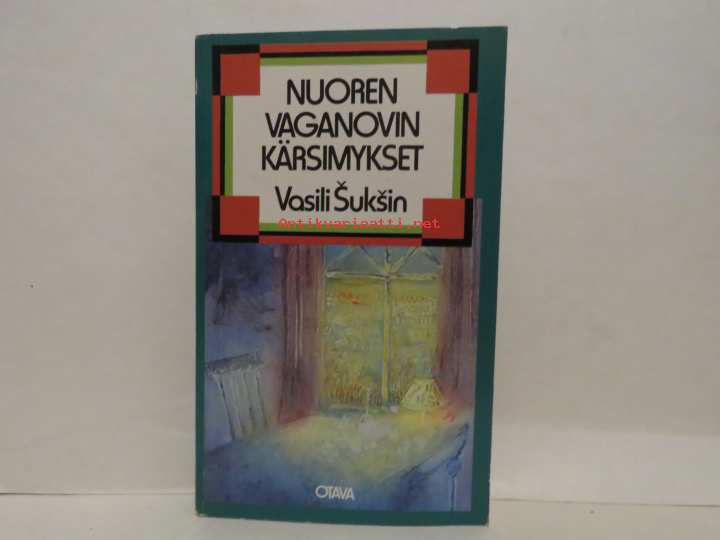 NUOREN
VAGANOVIN
KÄRSIMYKSET
Vasili Šukšin
Antikvariaatti.net
OTAVA